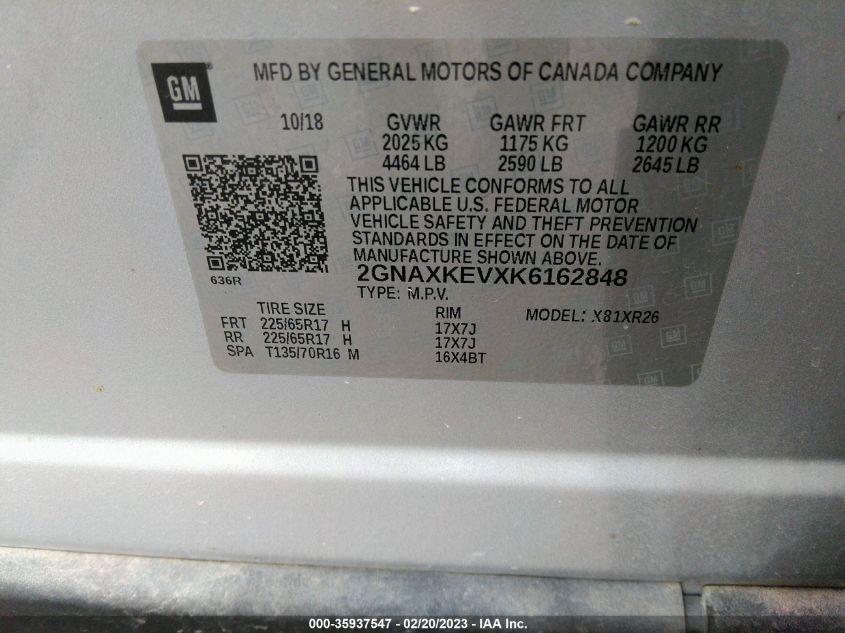 GM
MFD BY GENERAL MOTORS OF CANADA COMPANY
10/18 GVWR GAWR FRT GAWR RR
2025 KG 1175 KG 1200 KG
4464 LB 2590 LB 2645 LB
THIS VEHICLE CONFORMS TO ALL
APPLICABLE U.S. FEDERAL MOTOR
VEHICLE SAFETY AND THEFT PREVENTION
STANDARDS IN EFFECT ON THE DATE OF
MANUFACTURE SHOWN ABOVE.
636R 2GNAXKEVXK6162848
TYPE: M.P.V.
TIRE SIZE RIM MODEL: X81XR26
FRT 225/65R17 H 17X7J
RR 225/65R17 H 17X7J
SPA T135/70R16 M 16X4BT
000-35937547 / 02/20/2023 - IAA Inc.